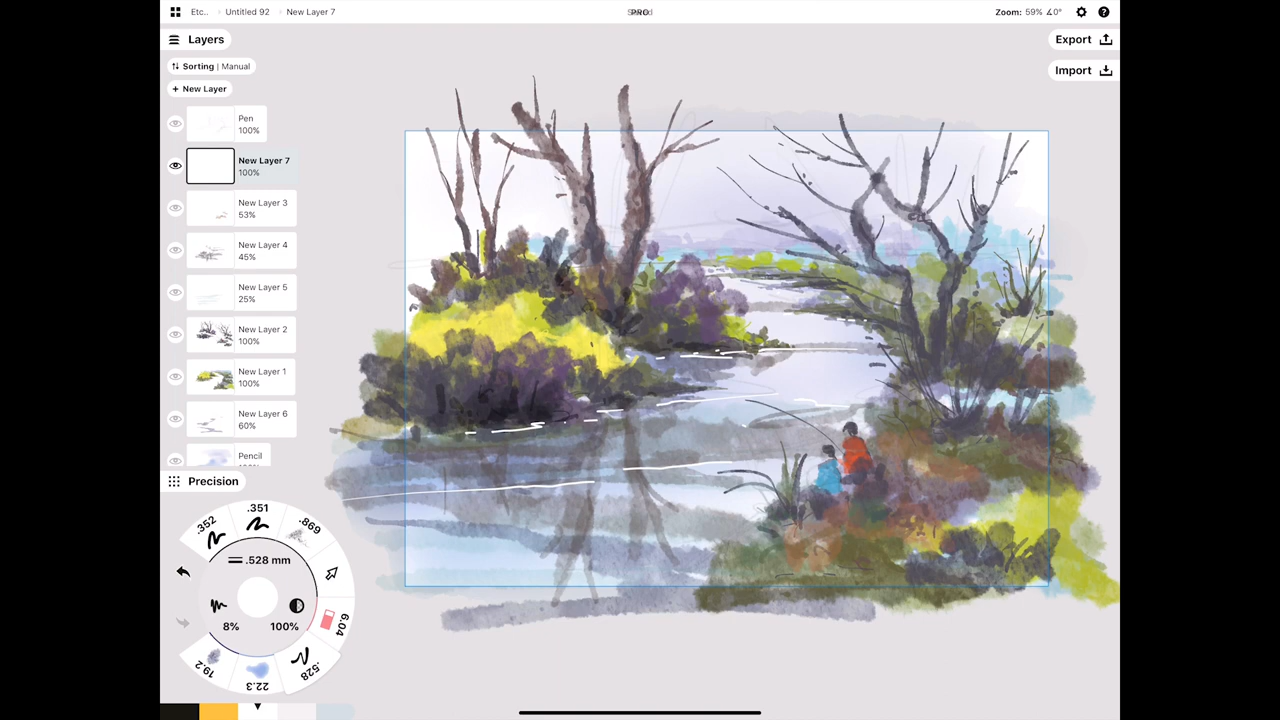 Etc.. Untitled 92 New Layer 7
PRO
Zoom: 59% ∡0°
Layers
Export
Import
Sorting | Manual
+ New Layer
Pen
100%
New Layer 7
100%
New Layer 3
53%
New Layer 4
45%
New Layer 5
25%
New Layer 2
100%
New Layer 1
100%
New Layer 6
60%
Pencil
Precision
.352
.351
.869
.528 mm
6.04
8%
100%
19.2
22.3
.528